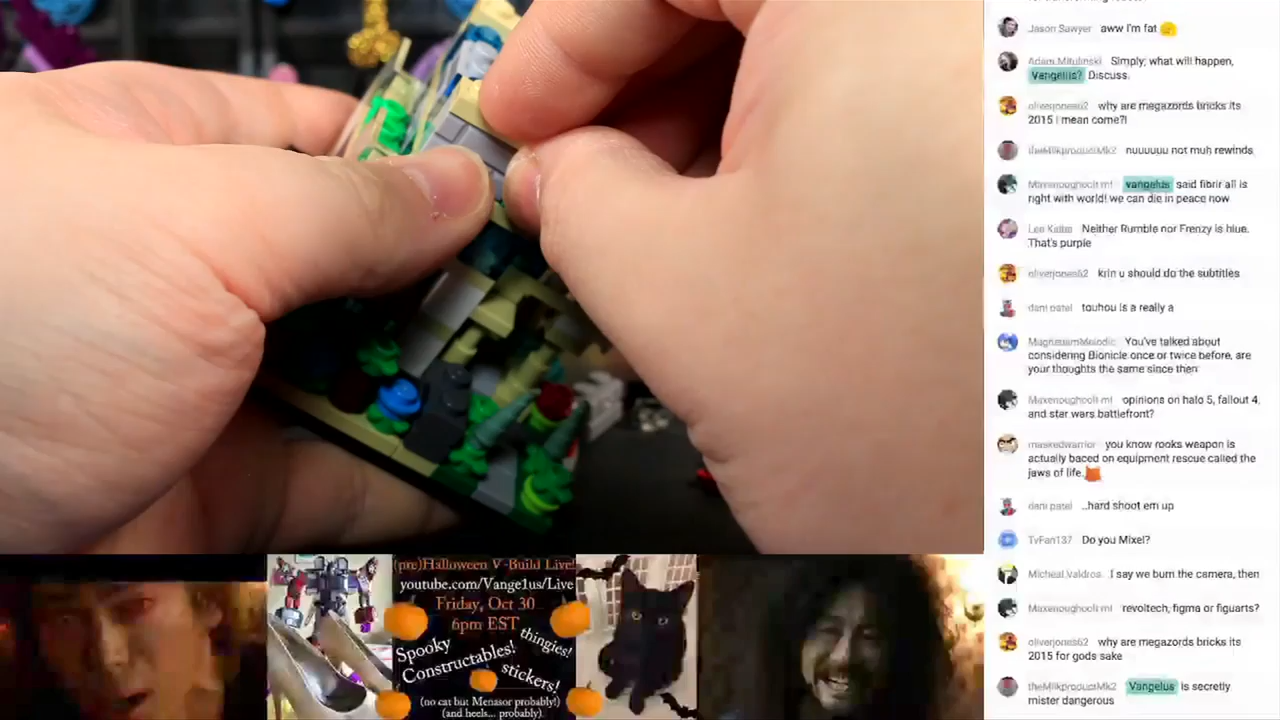 (pre)Halloween V-Build Live!
youtube.com/Vange1us/Live
Friday, Oct 30
6pm EST
Spooky
Constructables!
thingies!
stickers!
(no cat but Menasor probably!)
(and heels... probably)
Jason Sawyer aww I'm fat
Adam Mitulinski Simply; what will happen,
Vangelus? Discuss.
oliverjones62 why are megazords bricks its
2015 I mean come?!
theMilkproductMk2 nuuuuuu not muh rewinds
vangelus said fibrir all is
right with world! we can die in peace now
Neither Rumble nor Frenzy is blue.
That's purple
oliverjones62 krin u should do the subtitles
dani patel touhou is a really a
You've talked about
considering Bionicle once or twice before, are
your thoughts the same since then
opinions on halo 5, fallout 4,
and star wars battlefront?
maskedwarrior you know rooks weapon is
actually baced on equipment rescue called the
jaws of life.
dani patel ..hard shoot em up
TvFan137 Do you Mixel?
Micheal Valdros I say we burn the camera, then
revoltech, figma or figuarts?
oliverjones62 why are megazords bricks its
2015 for gods sake
theMilkproductMk2 Vangelus is secretly
mister dangerous